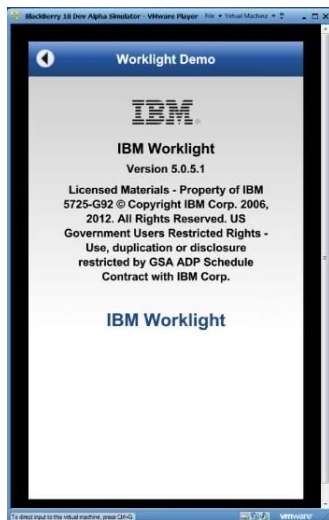 BlackBerry 10 Dev Alpha Simulator - VMware Player File Virtual Machine
Worklight Demo
IBM®
IBM Worklight
Version 5.0.5.1
Licensed Materials - Property of IBM
5725-G92 © Copyright IBM Corp. 2006,
2012. All Rights Reserved. US
Government Users Restricted Rights -
Use, duplication or disclosure
restricted by GSA ADP Schedule
Contract with IBM Corp.
IBM Worklight
To direct input to this virtual machine, press Ctrl+G.
vmware